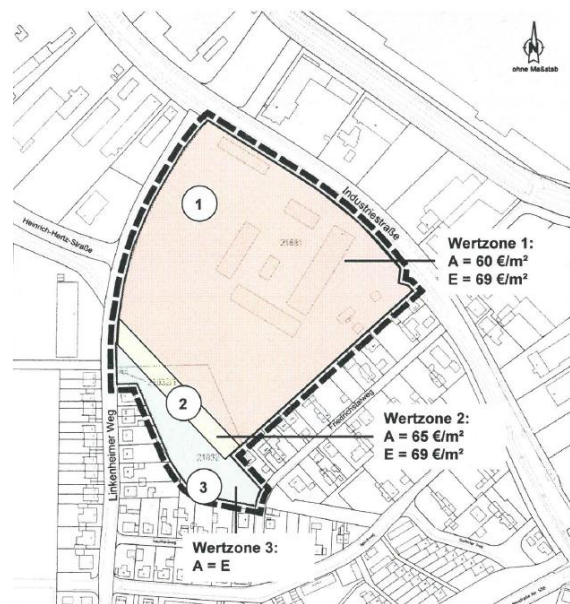 N
ohne Maßstab
1
Industriestraße
Heinrich-Hertz-Straße
21681
Wertzone 1:
A = 60 €/m²
E = 69 €/m²
2
Friedrichstalweg
Linkenheimer Weg
Wertzone 2:
A = 65 €/m²
E = 69 €/m²
21692
3
Wertzone 3:
A = E